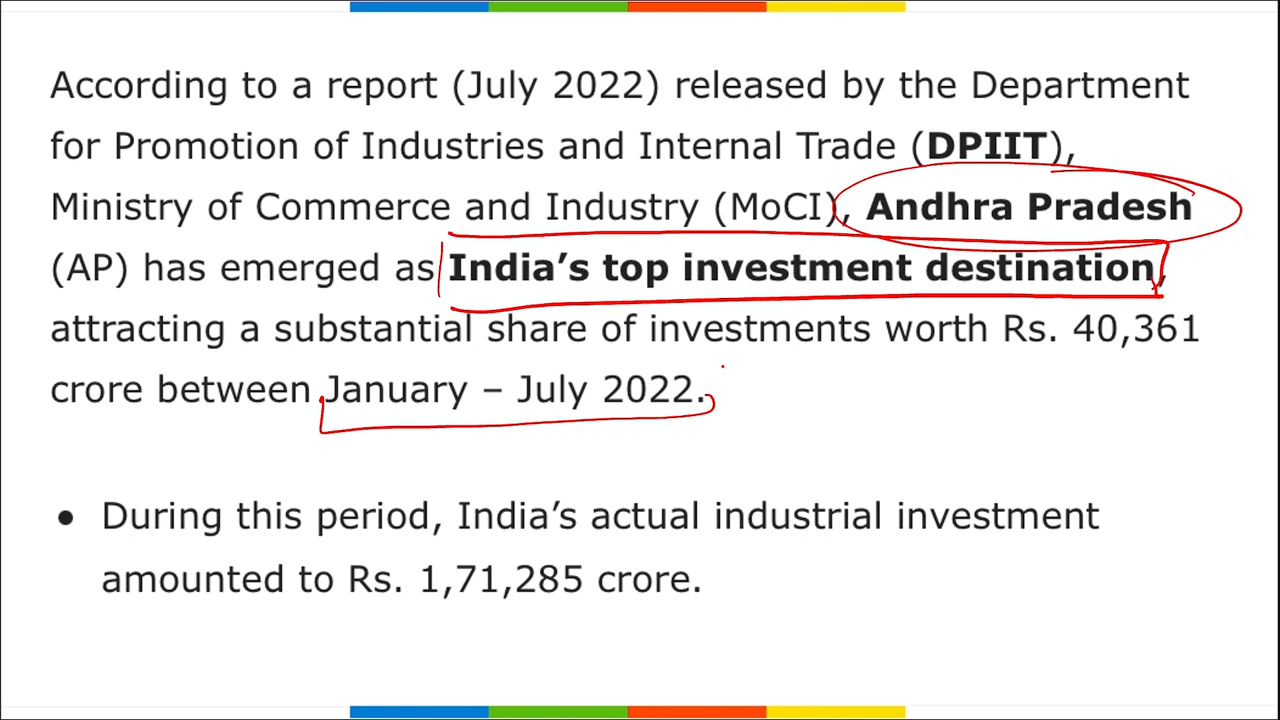 According to a report (July 2022) released by the Department
for Promotion of Industries and Internal Trade (DPIIT),
Ministry of Commerce and Industry (MoCI), Andhra Pradesh
(AP) has emerged as India’s top investment destination,
attracting a substantial share of investments worth Rs. 40,361
crore between January – July 2022.
● During this period, India’s actual industrial investment
amounted to Rs. 1,71,285 crore.